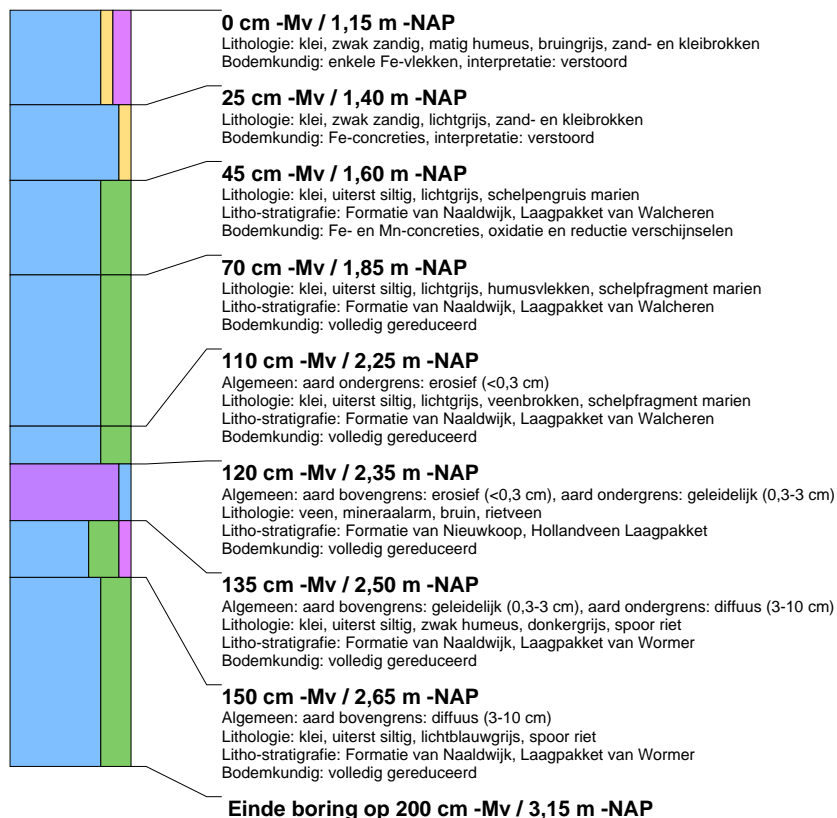 0 cm -Mv / 1,15 m -NAP
Lithologie: klei, zwak zandig, matig humeus, bruingrijs, zand- en kleibrokken
Bodemkundig: enkele Fe-vlekken, interpretatie: verstoord
25 cm -Mv / 1,40 m -NAP
Lithologie: klei, zwak zandig, lichtgrijs, zand- en kleibrokken
Bodemkundig: Fe-concreties, interpretatie: verstoord
45 cm -Mv / 1,60 m -NAP
Lithologie: klei, uiterst siltig, lichtgrijs, schelpengruis marien
Litho-stratigrafie: Formatie van Naaldwijk, Laagpakket van Walcheren
Bodemkundig: Fe- en Mn-concreties, oxidatie en reductie verschijnselen
70 cm -Mv / 1,85 m -NAP
Lithologie: klei, uiterst siltig, lichtgrijs, humusvlekken, schelpfragment marien
Litho-stratigrafie: Formatie van Naaldwijk, Laagpakket van Walcheren
Bodemkundig: volledig gereduceerd
110 cm -Mv / 2,25 m -NAP
Algemeen: aard ondergrens: erosief (<0,3 cm)
Lithologie: klei, uiterst siltig, lichtgrijs, veenbrokken, schelpfragment marien
Litho-stratigrafie: Formatie van Naaldwijk, Laagpakket van Walcheren
Bodemkundig: volledig gereduceerd
120 cm -Mv / 2,35 m -NAP
Algemeen: aard bovengrens: erosief (<0,3 cm), aard ondergrens: geleidelijk (0,3-3 cm)
Lithologie: veen, mineraalarm, bruin, rietveen
Litho-stratigrafie: Formatie van Nieuwkoop, Hollandveen Laagpakket
Bodemkundig: volledig gereduceerd
135 cm -Mv / 2,50 m -NAP
Algemeen: aard bovengrens: geleidelijk (0,3-3 cm), aard ondergrens: diffuus (3-10 cm)
Lithologie: klei, uiterst siltig, zwak humeus, donkergrijs, spoor riet
Litho-stratigrafie: Formatie van Naaldwijk, Laagpakket van Wormer
Bodemkundig: volledig gereduceerd
150 cm -Mv / 2,65 m -NAP
Algemeen: aard bovengrens: diffuus (3-10 cm)
Lithologie: klei, uiterst siltig, lichtblauwgrijs, spoor riet
Litho-stratigrafie: Formatie van Naaldwijk, Laagpakket van Wormer
Bodemkundig: volledig gereduceerd
Einde boring op 200 cm -Mv / 3,15 m -NAP